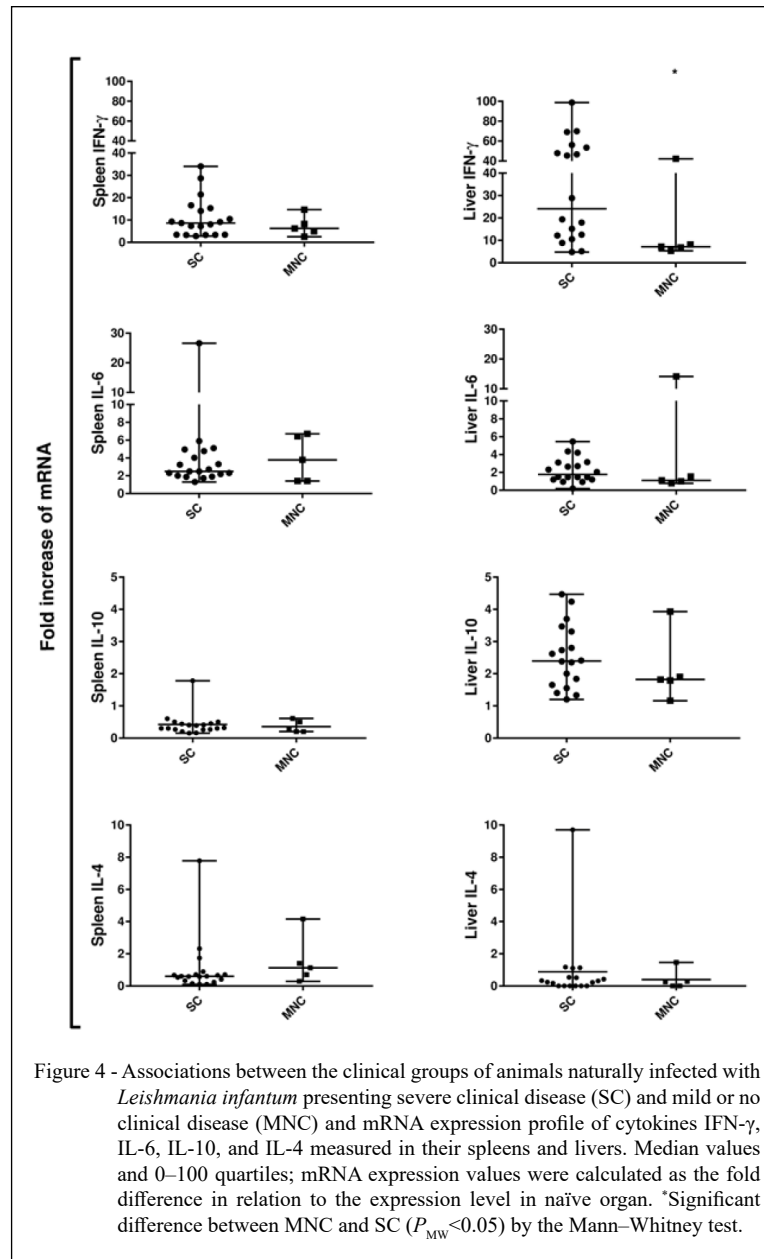 Fold increase of mRNA
Spleen IFN-γ
100
80
60
40
40
30
20
10
0
SC
MNC
*
Liver IFN-γ
100
80
60
40
40
30
20
10
0
SC
MNC
Spleen IL-6
30
20
10
10
8
6
4
2
0
SC
MNC
Liver IL-6
30
20
10
10
8
6
4
2
0
SC
MNC
Spleen IL-10
5
4
3
2
1
0
SC
MNC
Liver IL-10
5
4
3
2
1
0
SC
MNC
Spleen IL-4
10
8
6
4
2
0
SC
MNC
Liver IL-4
10
8
6
4
2
0
SC
MNC
Figure 4 - Associations between the clinical groups of animals naturally infected with
Leishmania infantum presenting severe clinical disease (SC) and mild or no
clinical disease (MNC) and mRNA expression profile of cytokines IFN-γ,
IL-6, IL-10, and IL-4 measured in their spleens and livers. Median values
and 0–100 quartiles; mRNA expression values were calculated as the fold
difference in relation to the expression level in naïve organ. *Significant
difference between MNC and SC (PMW<0.05) by the Mann–Whitney test.